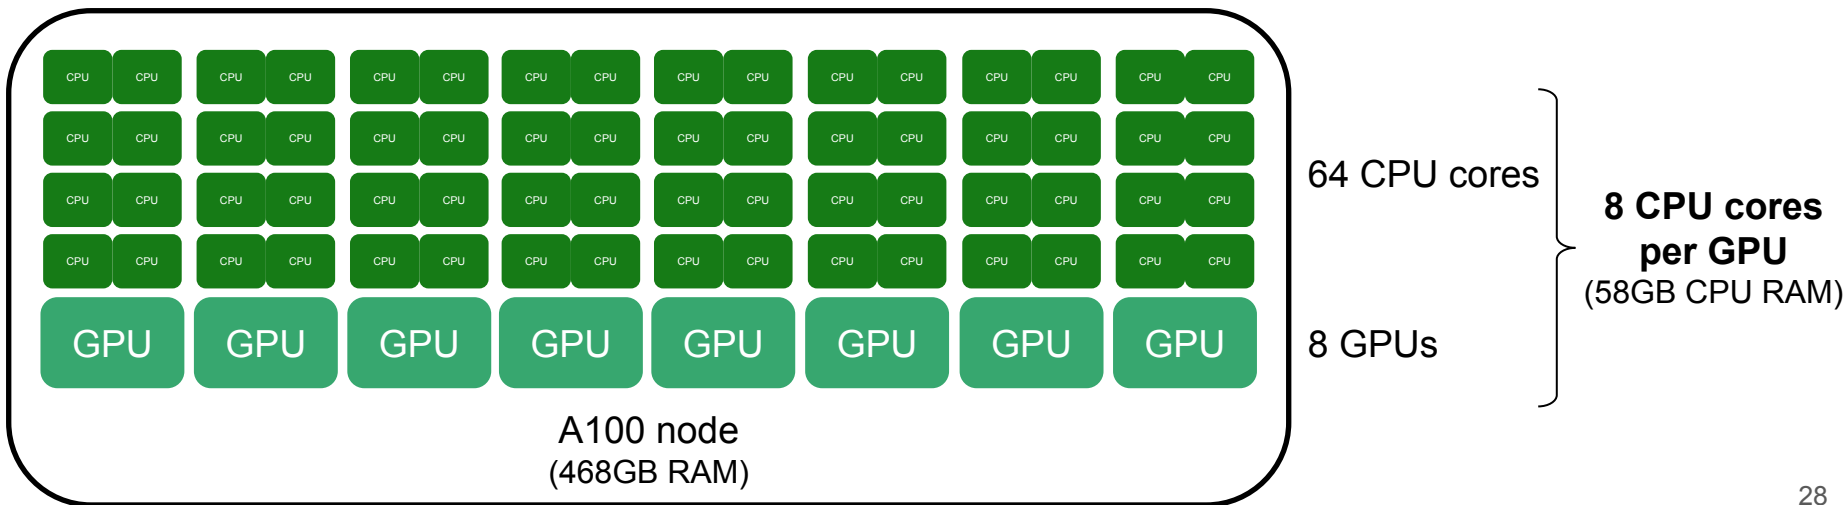 CPU CPU CPU CPU CPU CPU CPU CPU CPU CPU CPU CPU CPU CPU CPU CPU
CPU CPU CPU CPU CPU CPU CPU CPU CPU CPU CPU CPU CPU CPU CPU CPU
CPU CPU CPU CPU CPU CPU CPU CPU CPU CPU CPU CPU CPU CPU CPU CPU
CPU CPU CPU CPU CPU CPU CPU CPU CPU CPU CPU CPU CPU CPU CPU CPU
GPU GPU GPU GPU GPU GPU GPU GPU
A100 node
(468GB RAM)
64 CPU cores
8 GPUs
8 CPU cores
per GPU
(58GB CPU RAM)
28